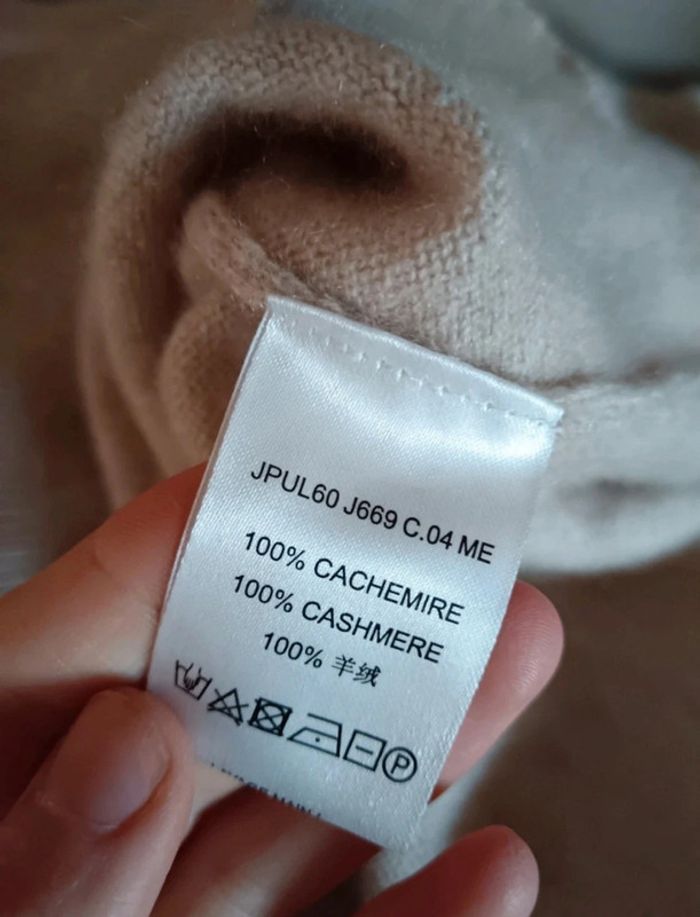 JPUL60 J669 C.04 ME
100% CACHEMIRE
100% CASHMERE
100% 羊绒
P